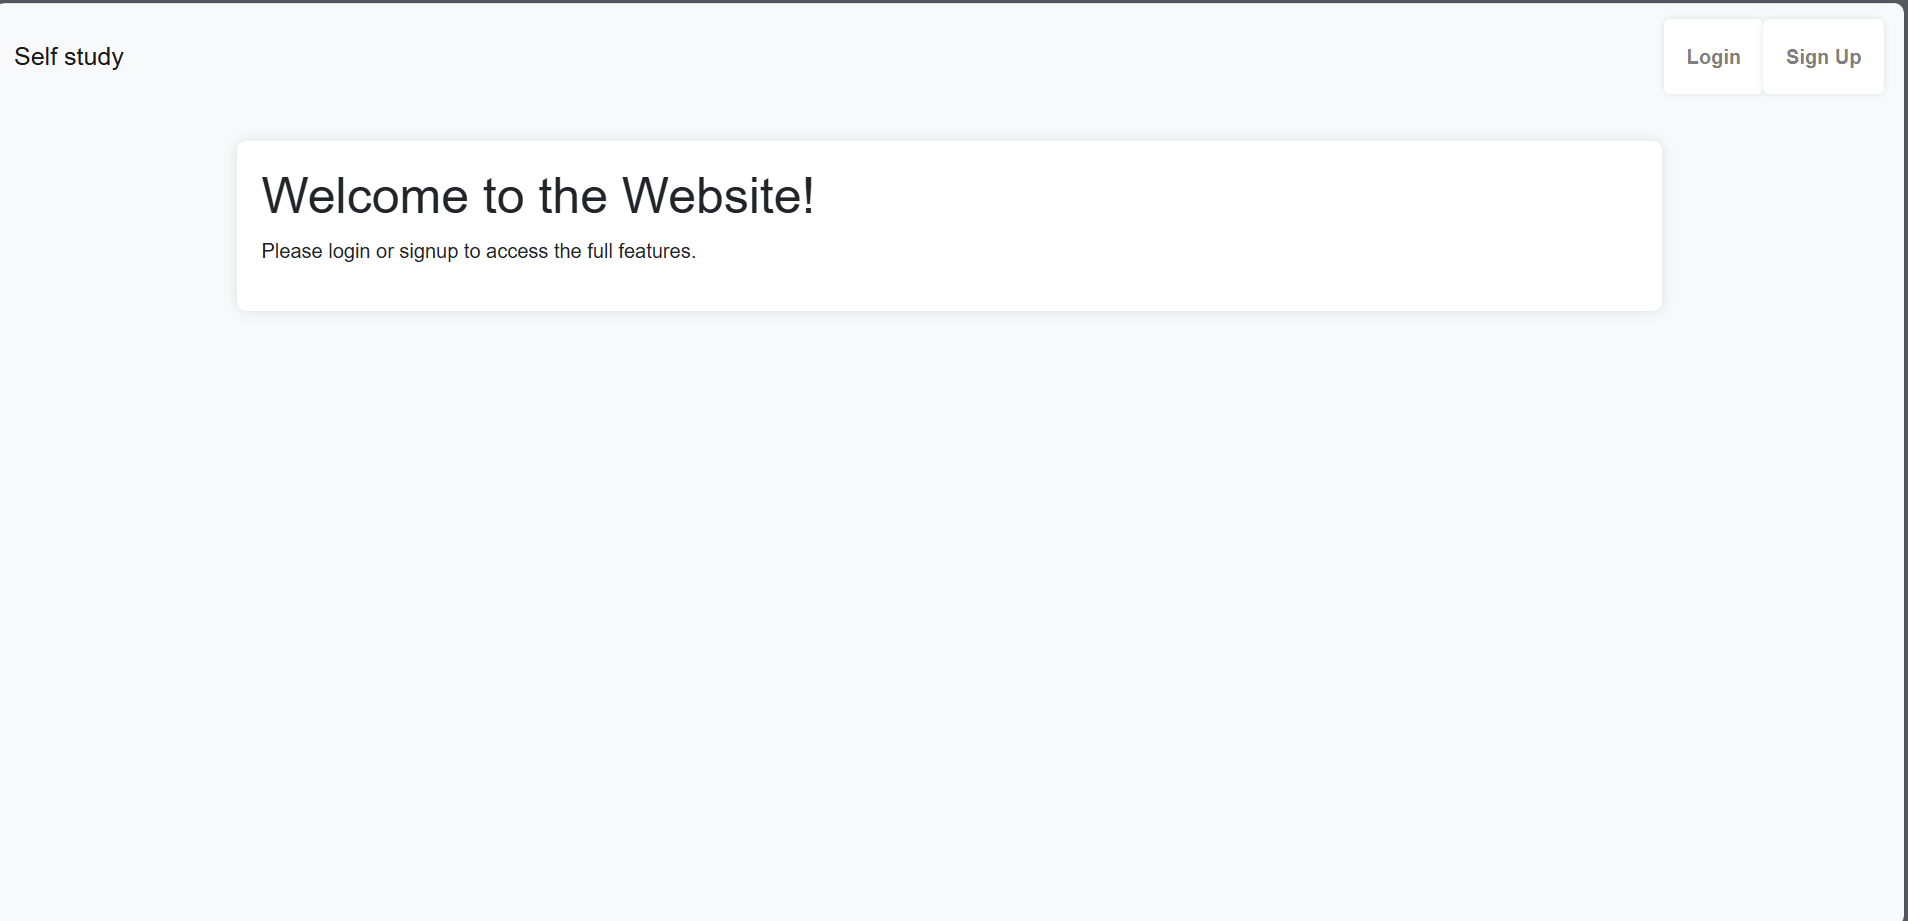 Self study
Login
Sign Up
Welcome to the Website!
Please login or signup to access the full features.